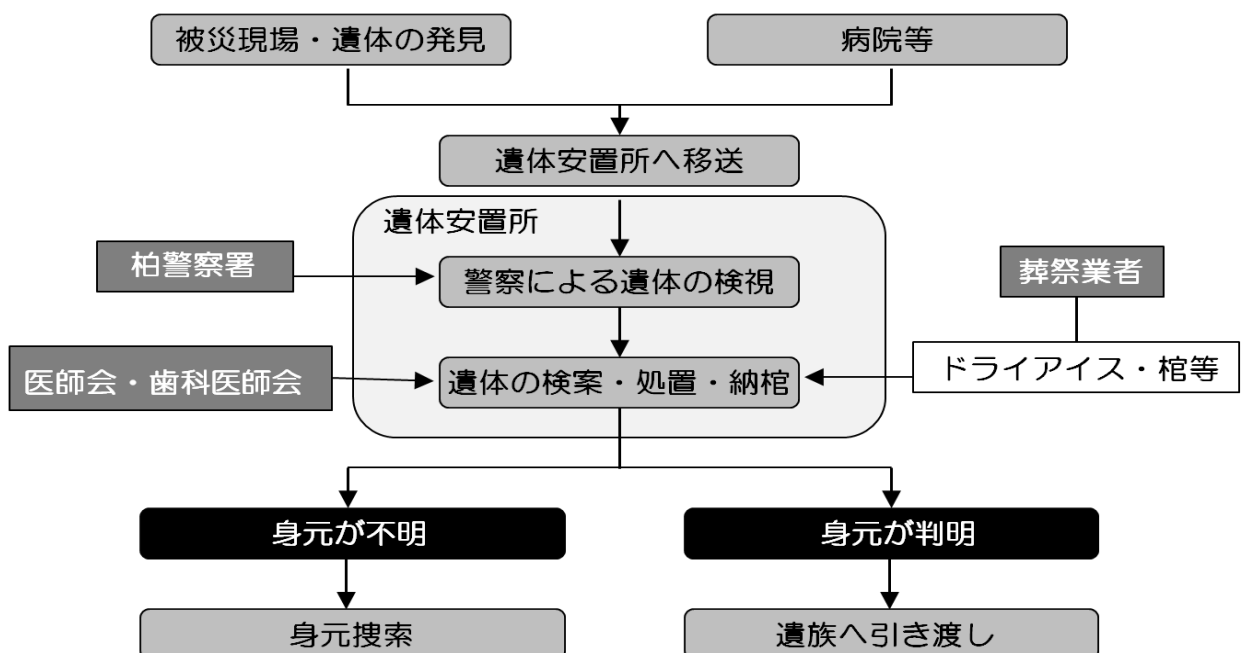 被災現場・遺体の発見
病院等
遺体安置所へ移送
遺体安置所
柏警察署
警察による遺体の検視
葬祭業者
医師会・歯科医師会
遺体の検案・処置・納棺
ドライアイス・棺等
身元が不明
身元が判明
身元捜索
遺族へ引き渡し